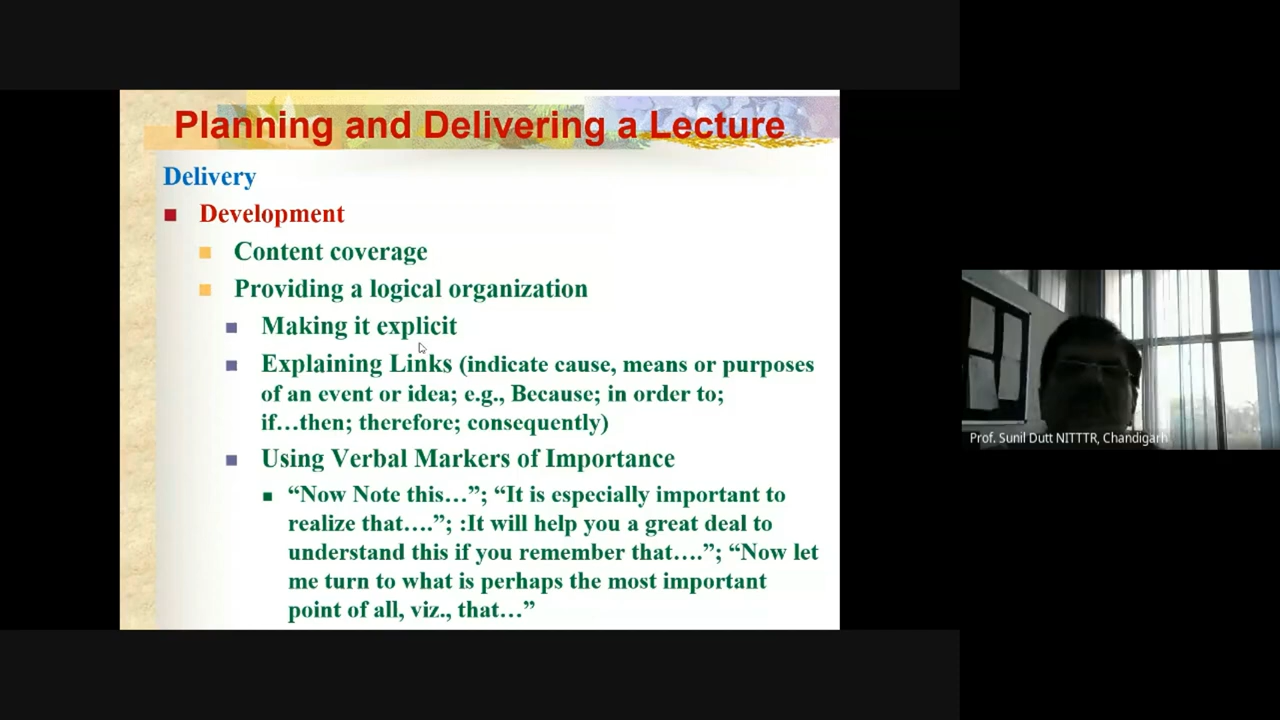 Planning and Delivering a Lecture
Delivery
Development
Content coverage
Providing a logical organization
Making it explicit
Explaining Links (indicate cause, means or purposes
of an event or idea; e.g., Because; in order to;
if…then; therefore; consequently)
Using Verbal Markers of Importance
“Now Note this…”; “It is especially important to
realize that….”; :It will help you a great deal to
understand this if you remember that….”; “Now let
me turn to what is perhaps the most important
point of all, viz., that…”
Prof. Sunil Dutt NITTTR, Chandigarh